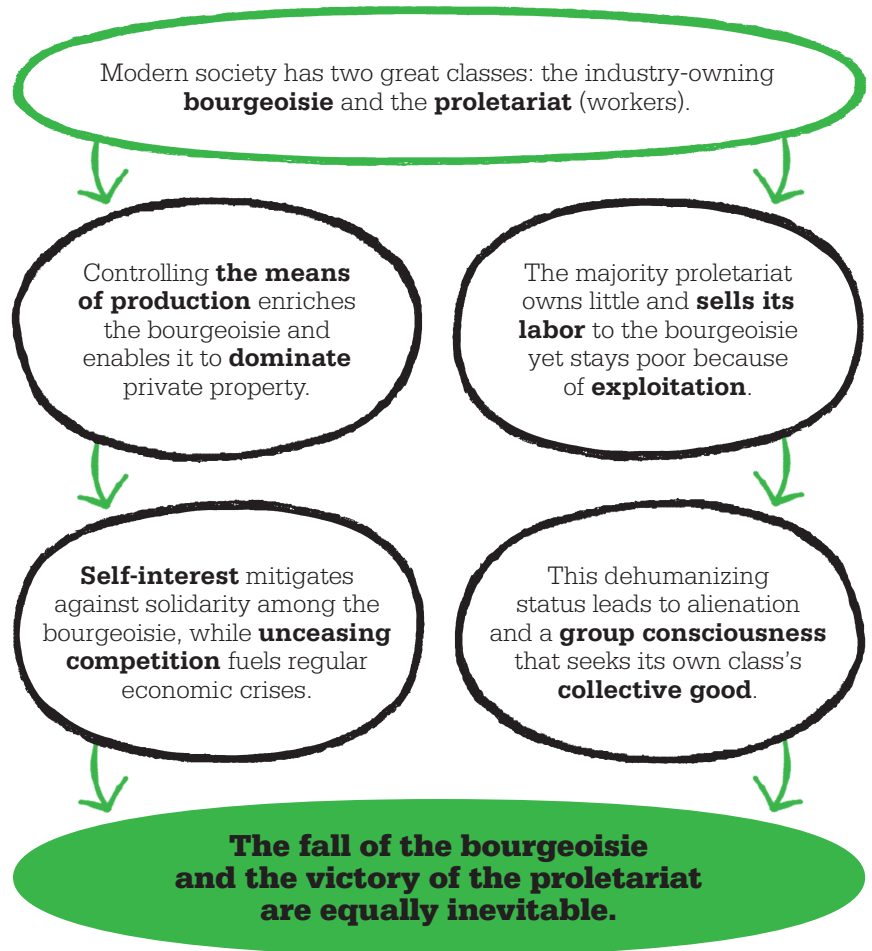 Modern society has two great classes: the industry-owning
bourgeoisie and the proletariat (workers).
Controlling the means
of production enriches
the bourgeoisie and
enables it to dominate
private property.
The majority proletariat
owns little and sells its
labor to the bourgeoisie
yet stays poor because
of exploitation.
Self-interest mitigates
against solidarity among the
bourgeoisie, while unceasing
competition fuels regular
economic crises.
This dehumanizing
status leads to alienation
and a group consciousness
that seeks its own class’s
collective good.
The fall of the bourgeoisie
and the victory of the proletariat
are equally inevitable.